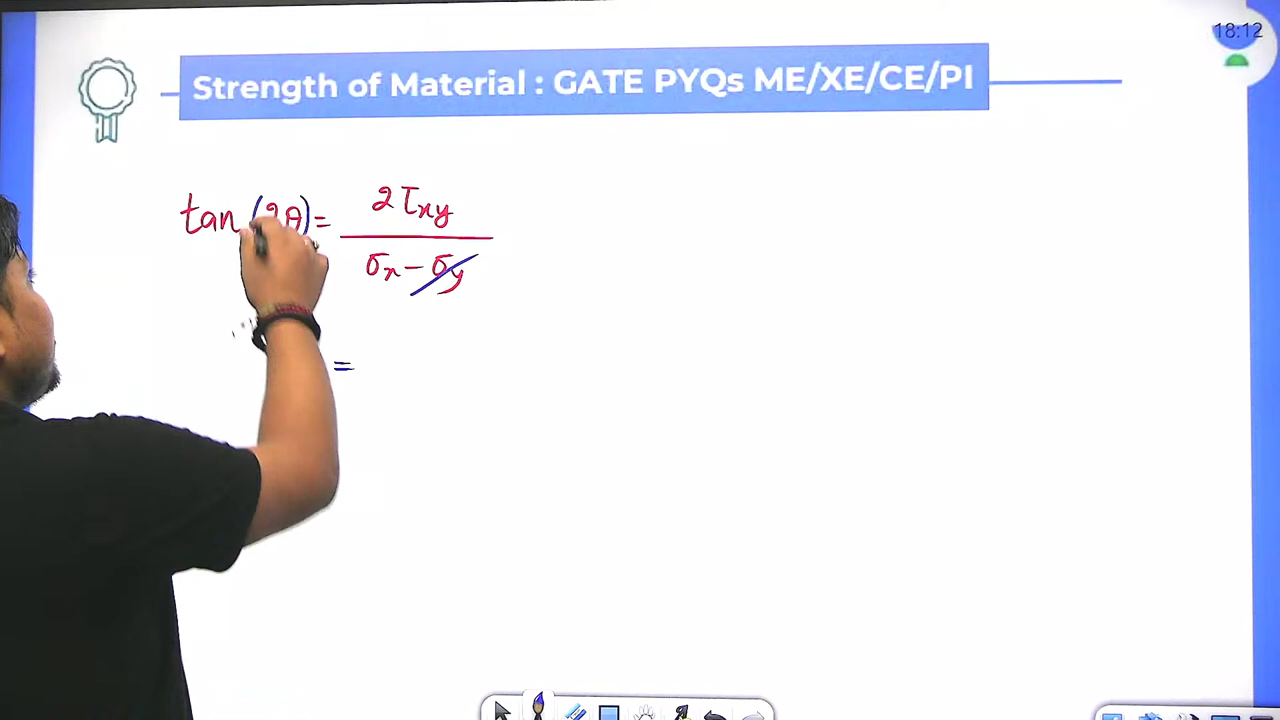 18:12
Strength of Material : GATE PYQs ME/XE/CE/PI
tan (2θ) = 2τxy / σx - σy
=